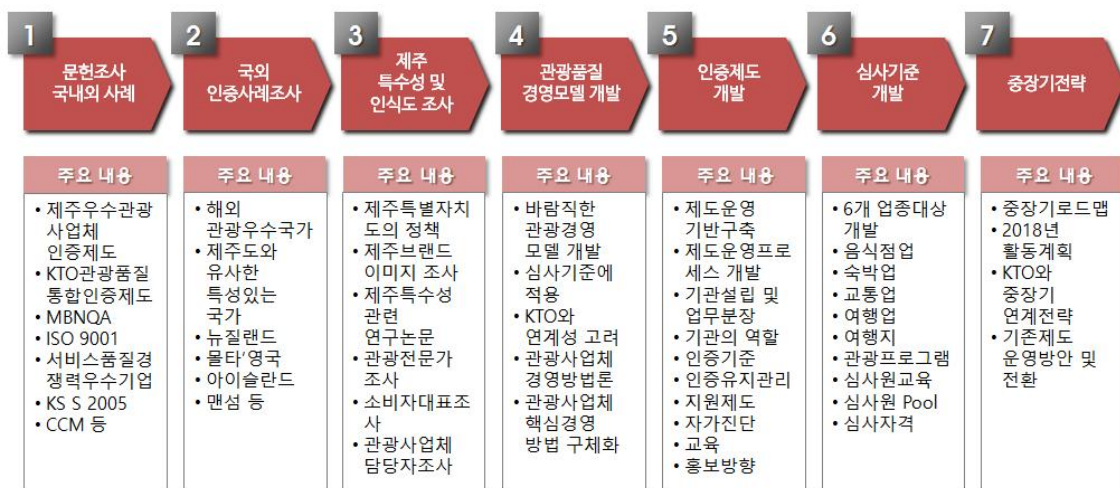 1
문헌조사
국내외 사례
2
국외
인증사례조사
3
제주
특수성 및
인식도 조사
4
관광품질
경영모델 개발
5
인증제도
개발
6
심사기준
개발
7
중장기전략
주요 내용
• 제주우수관광
사업체
인증제도
• KTO관광품질
통합인증제도
• MBNQA
• ISO 9001
• 서비스품질경
쟁력우수기업
• KS S 2005
• CCM 등
주요 내용
• 해외
관광우수국가
• 제주도와
유사한
특성있는
국가
• 뉴질랜드
• 몰타'영국
• 아이슬란드
• 맨섬 등
주요 내용
• 제주특별자치
도의 정책
• 제주브랜드
이미지 조사
• 제주특수성
관련
연구논문
• 관광전문가
조사
• 소비자대표조
사
• 관광사업체
담당자조사
주요 내용
• 바람직한
관광경영
모델 개발
• 심사기준에
적용
• KTO와
연계성 고려
• 관광사업체
경영방법론
• 관광사업체
핵심경영
방법 구체화
주요 내용
• 제도운영
기반구축
• 제도운영프로
세스 개발
• 기관설립 및
업무분장
• 기관의 역할
• 인증기준
• 인증유지관리
• 지원제도
• 자가진단
• 교육
• 홍보방향
주요 내용
• 6개 업종대상
개발
• 음식점업
• 숙박업
• 교통업
• 여행업
• 여행지
• 관광프로그램
• 심사원교육
• 심사원 Pool
• 심사자격
주요 내용
• 중장기로드맵
• 2018년
활동계획
• KTO와
중장기
연계전략
• 기존제도
운영방안 및
전환